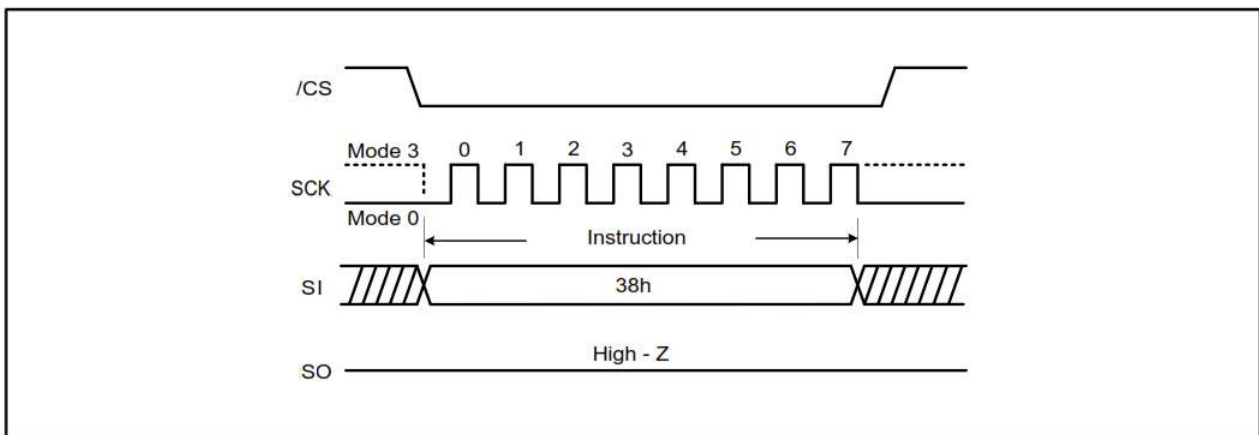 /CS
Mode 3 0 1 2 3 4 5 6 7
SCK
Mode 0
Instruction
SI 38h
High - Z
SO